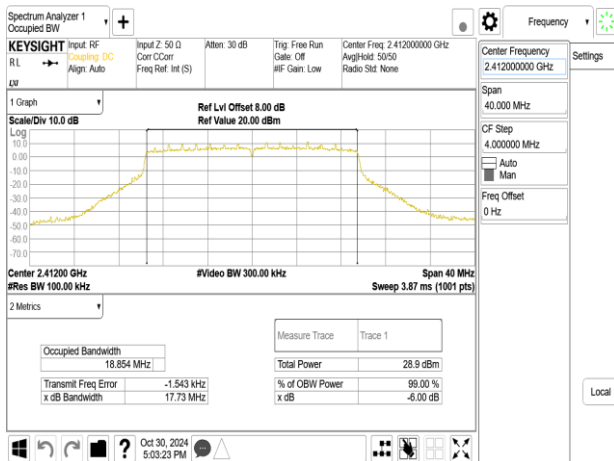 Spectrum Analyzer 1
Occupied BW
+
Frequency
KEYSIGHT
RL
LXI
Input: RF
Coupling: DC
Align: Auto
Input Z: 50 Ω
Corr CCorr
Freq Ref: Int (S)
Atten: 30 dB
Trig: Free Run
Gate: Off
#IF Gain: Low
Center Freq: 2.412000000 GHz
Avg|Hold: 50/50
Radio Std: None
Center Frequency
2.412000000 GHz
Settings
Span
40.000 MHz
CF Step
4.000000 MHz
Auto
Man
Freq Offset
0 Hz
Local
1 Graph
Scale/Div 10.0 dB
Ref Lvl Offset 8.00 dB
Ref Value 20.00 dBm
Log
10.0
0.00
-10.0
-20.0
-30.0
-40.0
-50.0
-60.0
-70.0
Center 2.41200 GHz
#Video BW 300.00 kHz
Span 40 MHz
#Res BW 100.00 kHz
Sweep 3.87 ms (1001 pts)
2 Metrics
Measure Trace Trace 1
Occupied Bandwidth
18.854 MHz
Total Power 28.9 dBm
Transmit Freq Error -1.543 kHz
% of OBW Power 99.00 %
x dB Bandwidth 17.73 MHz
x dB -6.00 dB
?
Oct 30, 2024
5:03:23 PM